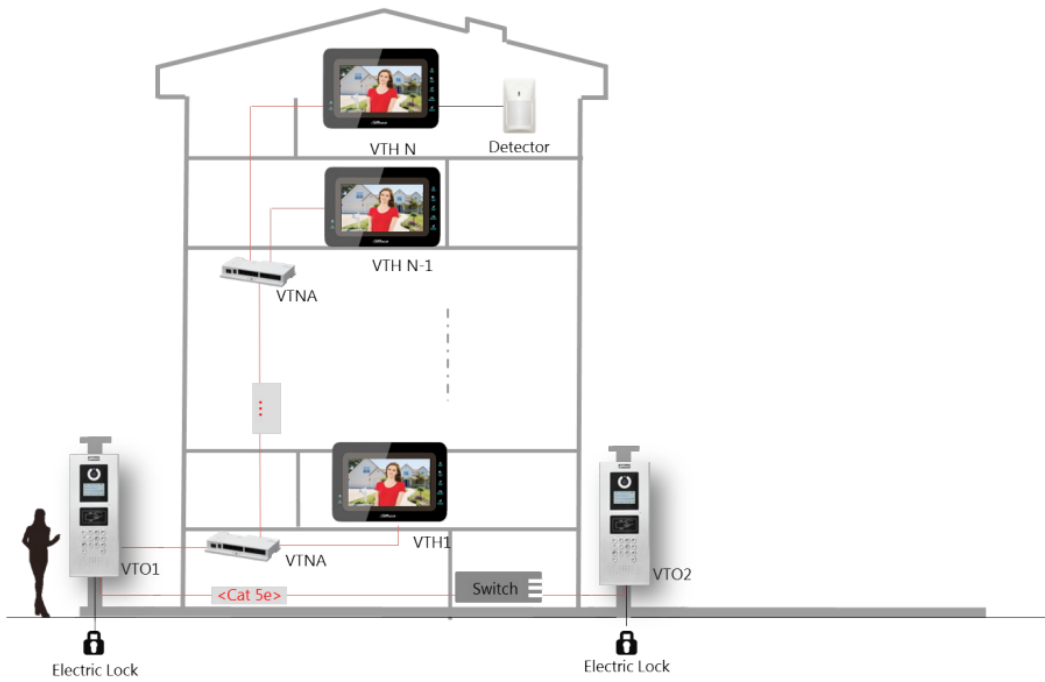 VTH N
Detector
VTH N-1
VTNA
VTH1
VTNA
VTO1
VTO2
<Cat 5e>
Switch
Electric Lock
Electric Lock